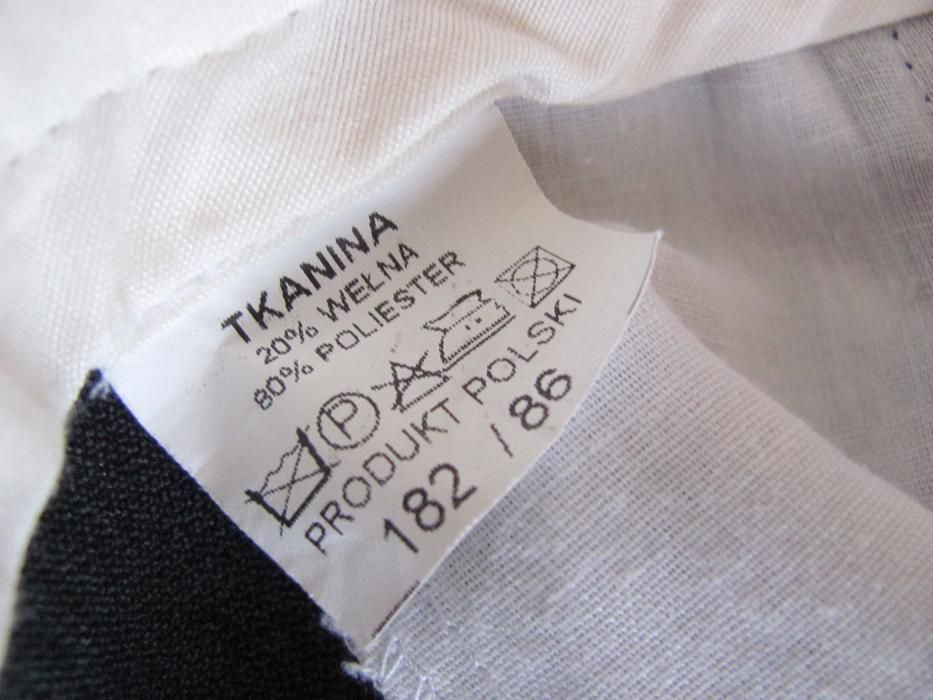 TKANINA
20% WEŁNA
80% POLIESTER
P
PRODUKT POLSKI
182 / 86